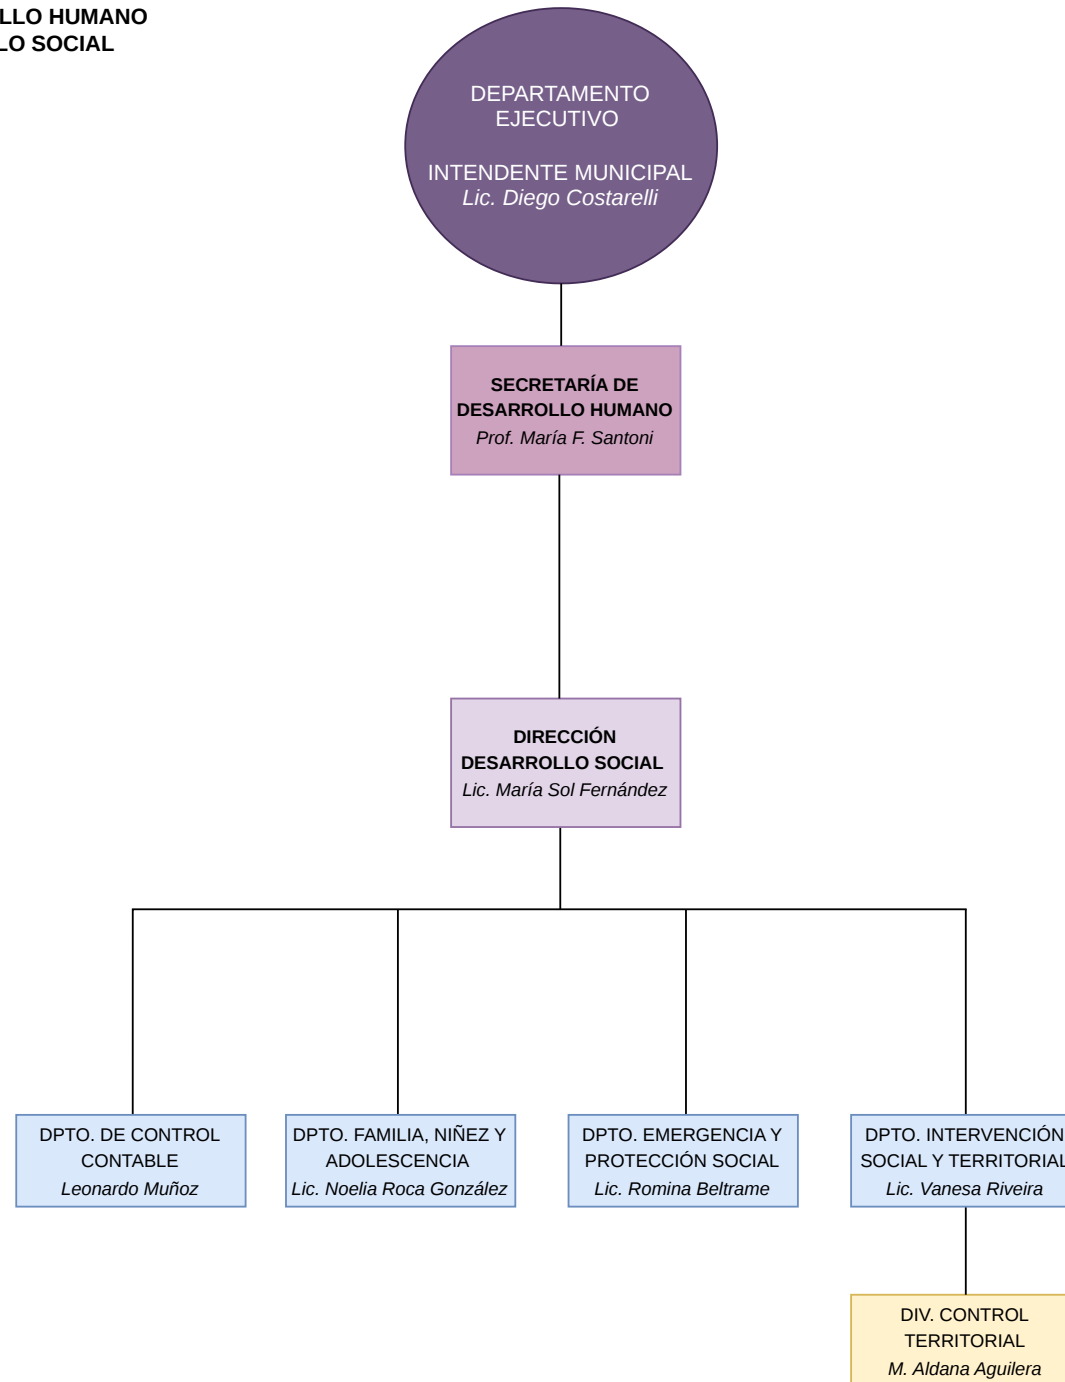 LLO HUMANO
LO SOCIAL
DEPARTAMENTO
EJECUTIVO
INTENDENTE MUNICIPAL
Lic. Diego Costarelli
SECRETARÍA DE
DESARROLLO HUMANO
Prof. María F. Santoni
DIRECCIÓN
DESARROLLO SOCIAL
Lic. María Sol Fernández
DPTO. DE CONTROL
CONTABLE
Leonardo Muñoz
DPTO. FAMILIA, NIÑEZ Y
ADOLESCENCIA
Lic. Noelia Roca González
DPTO. EMERGENCIA Y
PROTECCIÓN SOCIAL
Lic. Romina Beltrame
DPTO. INTERVENCIÓN
SOCIAL Y TERRITORIAL
Lic. Vanesa Riveira
DIV. CONTROL
TERRITORIAL
M. Aldana Aguilera